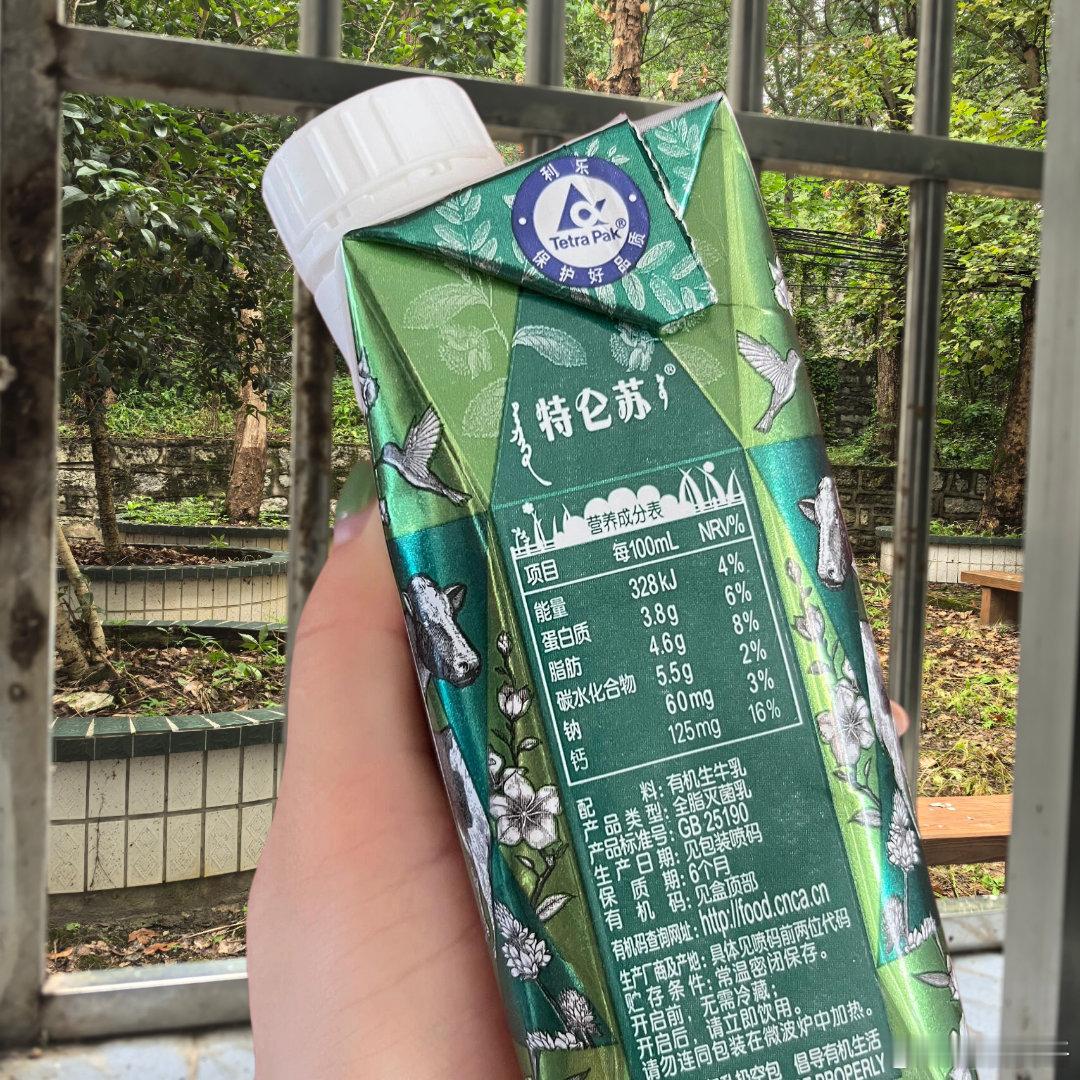 利乐
Tetra Pak®
保护好品质
特仑苏®
营养成分表
项目 每100mL NRV%
能量 328kJ 4%
蛋白质 3.8g 6%
脂肪 4.6g 8%
碳水化合物 5.5g 2%
钠 60mg 3%
钙 125mg 16%
配料:有机生牛乳
产品类型:全脂灭菌乳
产品标准号:GB 25190
生产日期:见包装喷码
保质期:6个月
有机码:见盒顶部
有机码查询网址:http://food.cnca.cn
生产厂商及产地:具体见喷码前两位代码
贮存条件:常温密闭保存。
开启前,无需冷藏;
开启后,请立即饮用。
请勿连同包装在微波炉中加热。
空包 倡导有机生活
PROPERLY